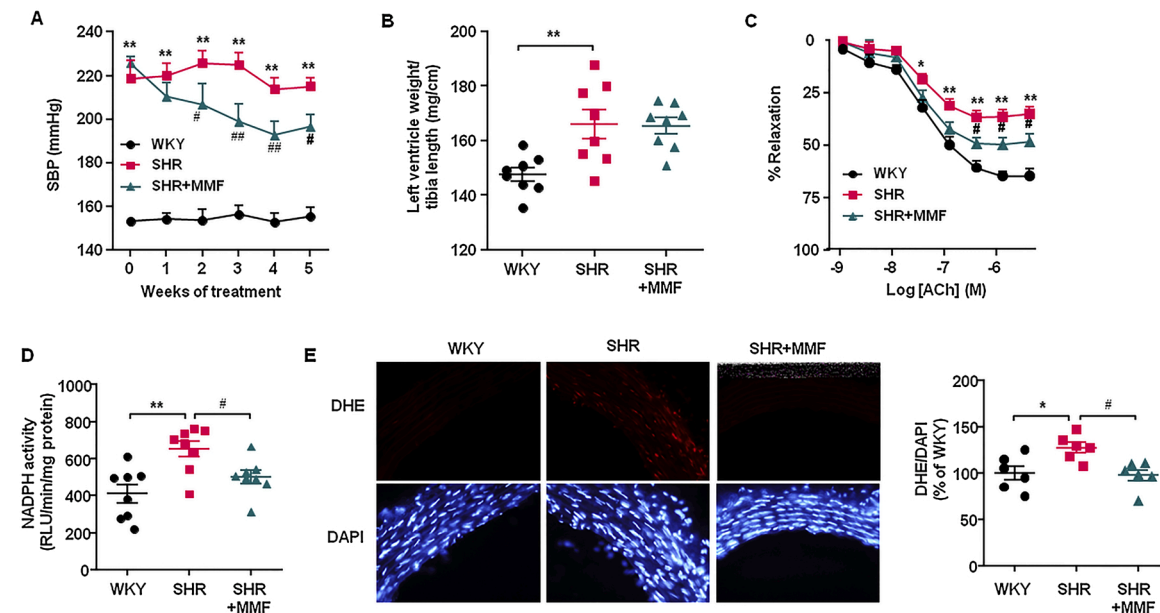 A
SBP (mmHg)
240
220
200
180
160
140
** ** ** ** ** **
# ## ## #
WKY
SHR
SHR+MMF
0 1 2 3 4 5
Weeks of treatment
B
Left ventricle weight/
tibia length (mg/cm)
200
180
160
140
120
**
WKY SHR SHR
+MMF
C
% Relaxation
0
25
50
75
100
* ** ** ** **
# # #
WKY
SHR
SHR+MMF
-9 -8 -7 -6
Log [ACh] (M)
D
NADPH activity
(RLU/min/mg protein)
1000
800
600
400
200
0
** #
WKY SHR SHR
+MMF
E
WKY SHR SHR+MMF
DHE
DAPI
DHE/DAPI
(% of WKY)
200
150
100
50
0
* #
WKY SHR SHR
+MMF